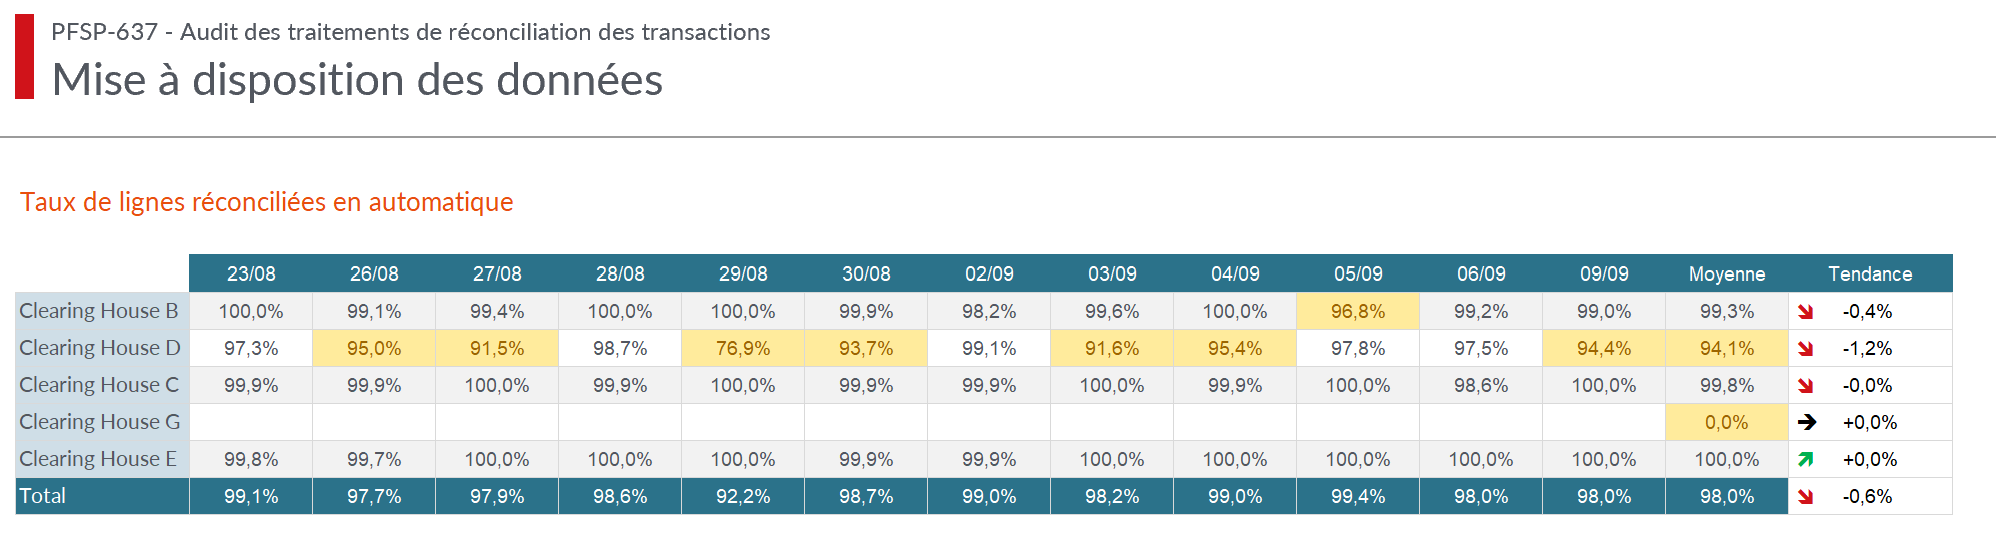 PFSP-637 - Audit des traitements de réconciliation des transactions
Mise à disposition des données
Taux de lignes réconciliées en automatique
23/08 26/08 27/08 28/08 29/08 30/08 02/09 03/09 04/09 05/09 06/09 09/09 Moyenne Tendance
Clearing House B 100,0% 99,1% 99,4% 100,0% 100,0% 99,9% 98,2% 99,6% 100,0% 96,8% 99,2% 99,0% 99,3% -0,4%
Clearing House D 97,3% 95,0% 91,5% 98,7% 76,9% 93,7% 99,1% 91,6% 95,4% 97,8% 97,5% 94,4% 94,1% -1,2%
Clearing House C 99,9% 99,9% 100,0% 99,9% 100,0% 99,9% 99,9% 100,0% 99,9% 100,0% 98,6% 100,0% 99,8% -0,0%
Clearing House G 0,0% +0,0%
Clearing House E 99,8% 99,7% 100,0% 100,0% 100,0% 99,9% 99,9% 100,0% 100,0% 100,0% 100,0% 100,0% 100,0% +0,0%
Total 99,1% 97,7% 97,9% 98,6% 92,2% 98,7% 99,0% 98,2% 99,0% 99,4% 98,0% 98,0% 98,0% -0,6%